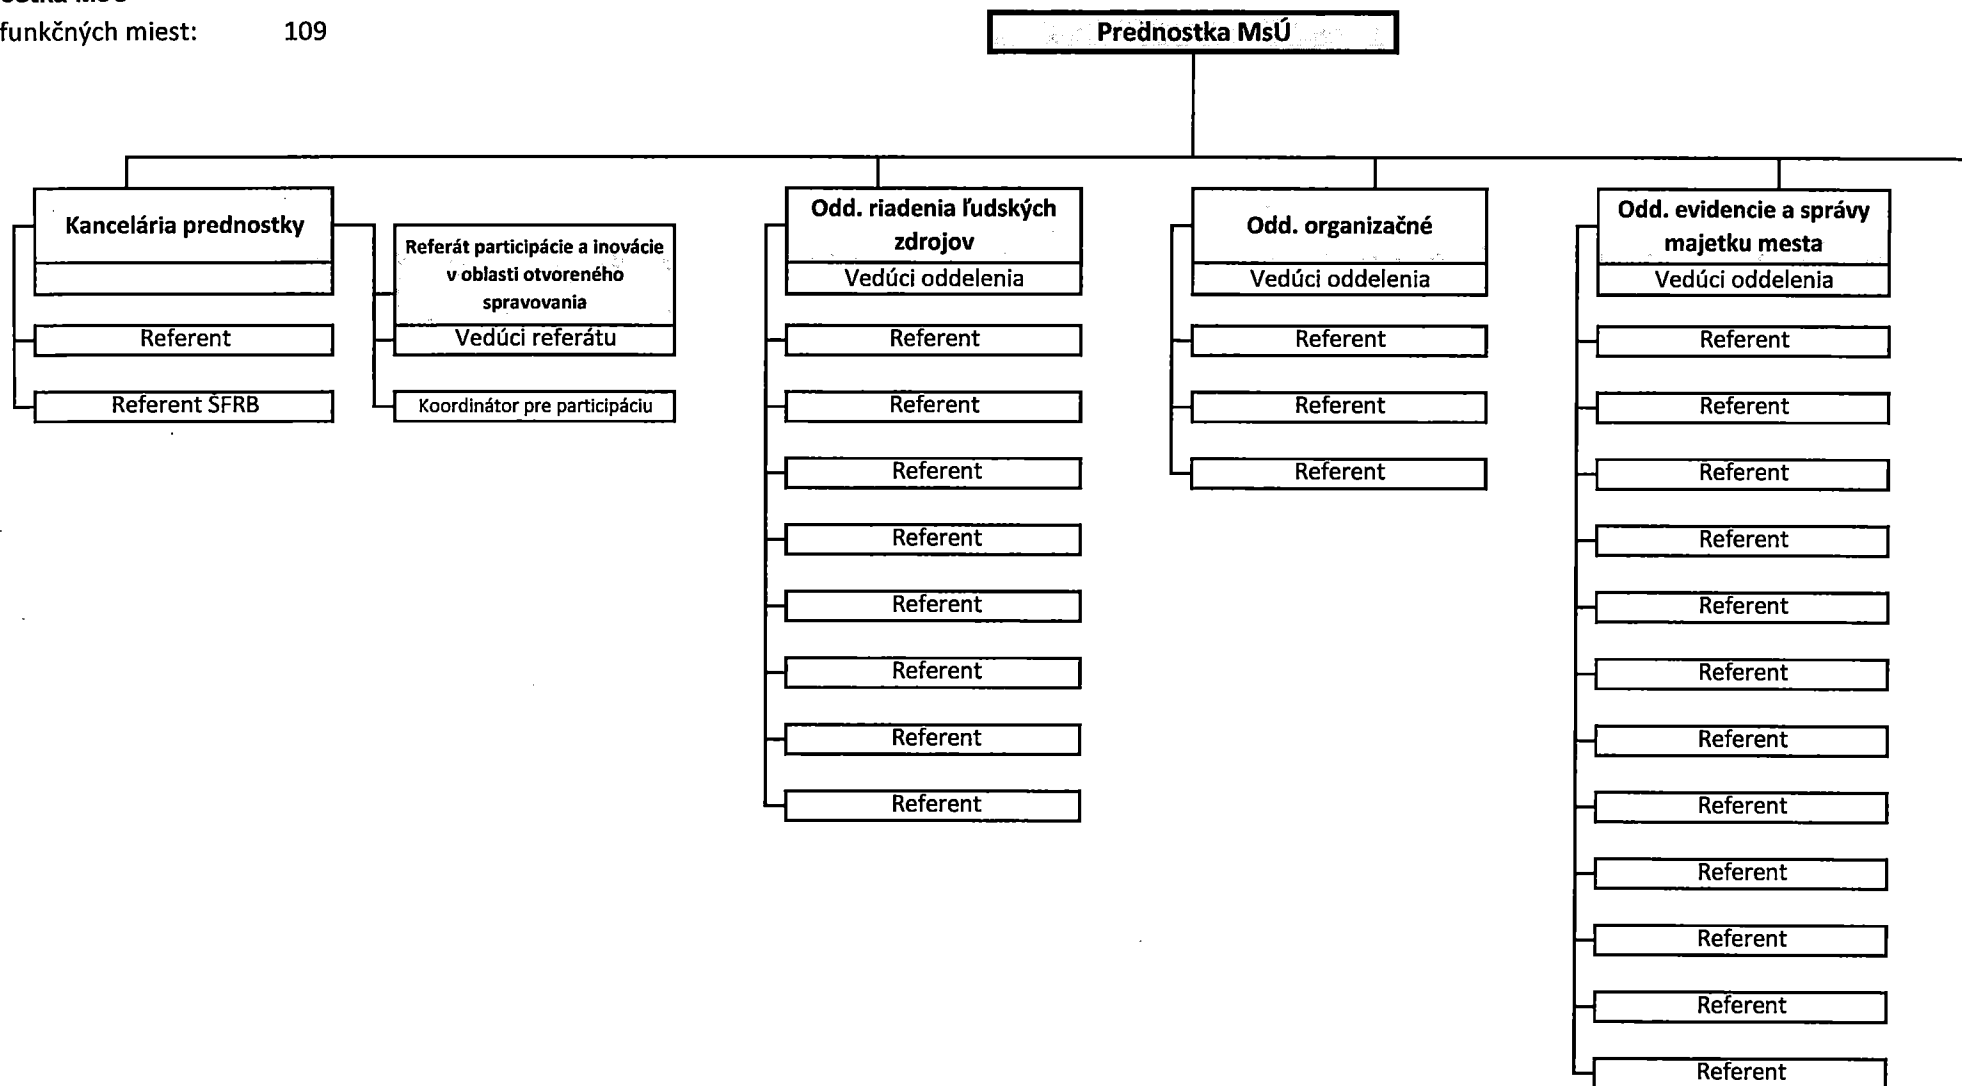 funkčných miest: 109
Prednostka MsÚ
Kancelária prednostky
Referent
Referent ŠFRB
Referát participácie a inovácie
v oblasti otvoreného
spravovania
Vedúci referátu
Koordinátor pre participáciu
Odd. riadenia ľudských
zdrojov
Vedúci oddelenia
Referent
Referent
Referent
Referent
Referent
Referent
Referent
Referent
Odd. organizačné
Vedúci oddelenia
Referent
Referent
Referent
Odd. evidencie a správy
majetku mesta
Vedúci oddelenia
Referent
Referent
Referent
Referent
Referent
Referent
Referent
Referent
Referent
Referent
Referent
Referent